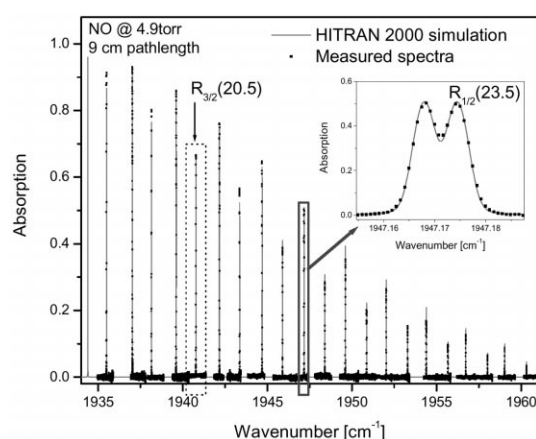 NO @ 4.9torr
9 cm pathlength
HITRAN 2000 simulation
Measured spectra
R3/2(20.5)
R1/2(23.5)
Absorption
0.6
0.4
0.2
0.0
1947.16 1947.17 1947.18
Wavenumber [cm-1]
Absorption
1.0
0.8
0.6
0.4
0.2
0.0
1935 1940 1945 1950 1955 1960
Wavenumber [cm-1]